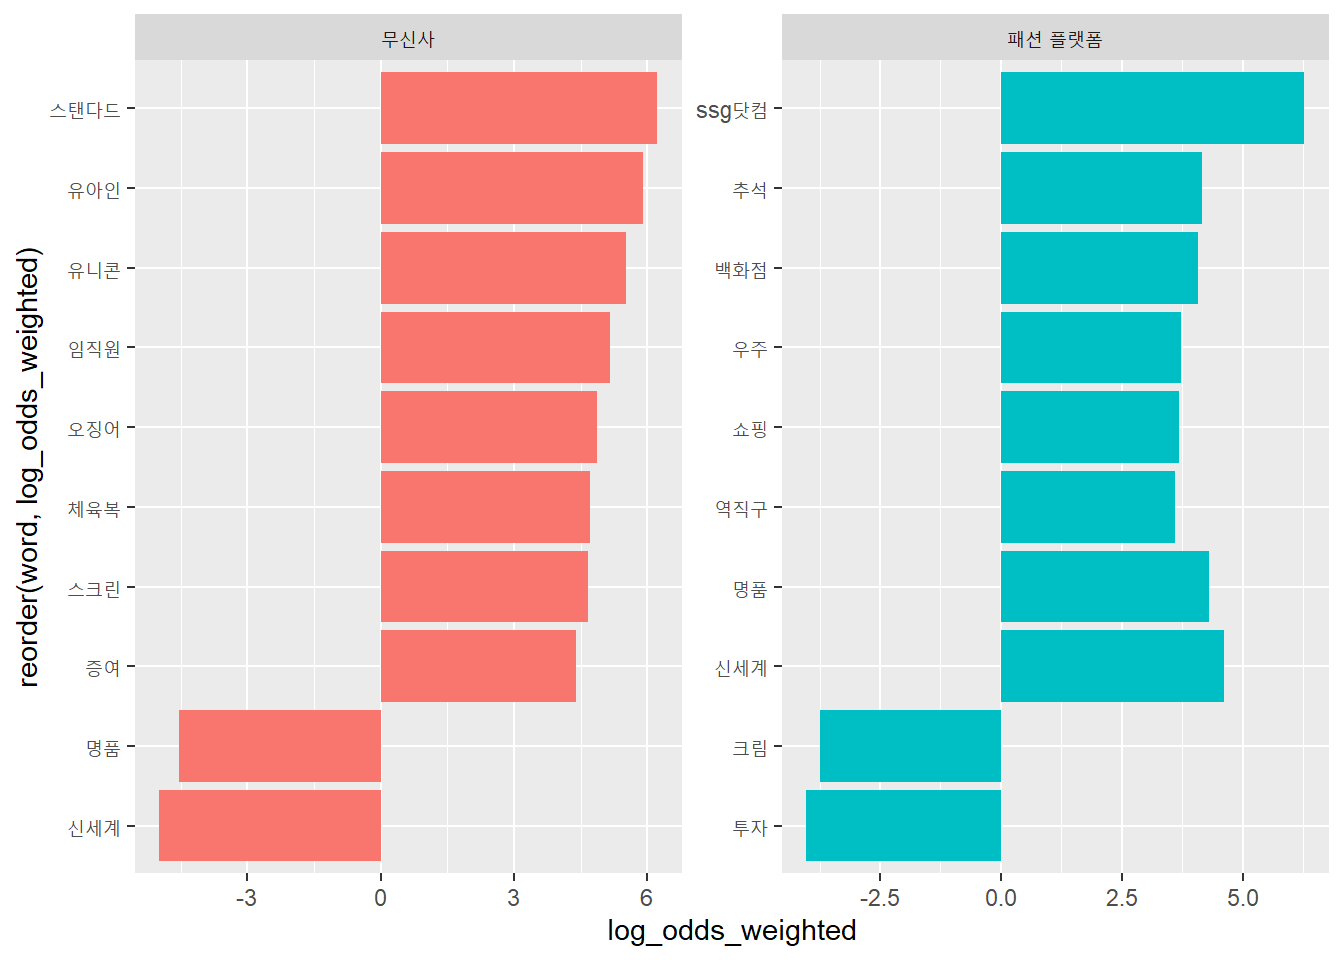 무신사
패션 플랫폼
스탠다드
유아인
유니콘
임직원
오징어
체육복
스크린
증여
명품
신세계
ssg닷컴
추석
백화점
우주
쇼핑
역직구
명품
신세계
크림
투자
-3 0 3 6
-2.5 0.0 2.5 5.0
log_odds_weighted
reorder(word, log_odds_weighted)